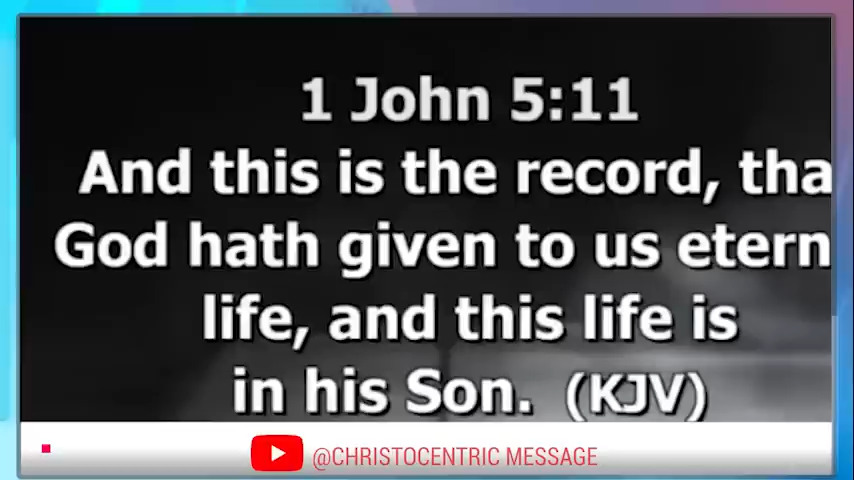 1 John 5:11
And this is the record, tha
God hath given to us etern
life, and this life is
in his Son. (KJV)
@CHRISTOCENTRIC MESSAGE